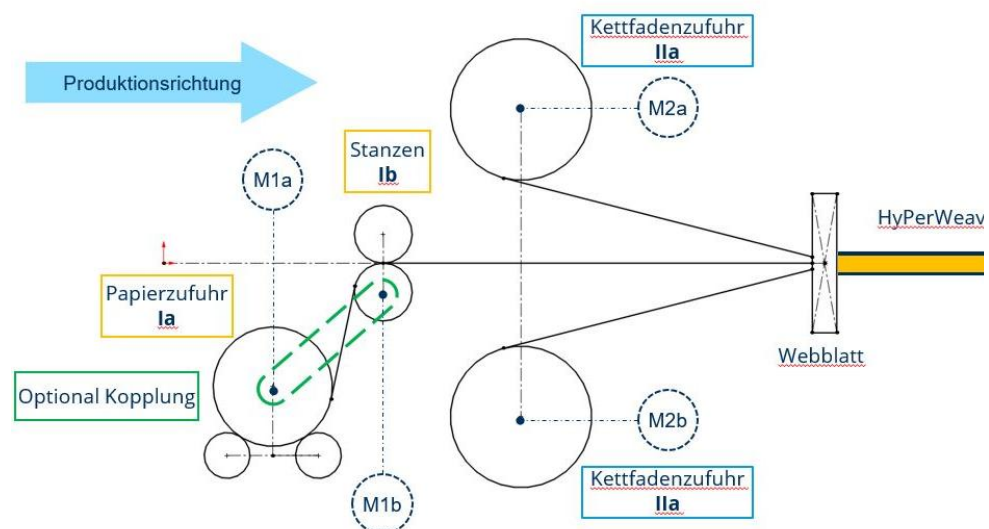 Kettfadenzufuhr
IIa
Produktionsrichtung
M2a
Stanzen
Ib
M1a
HyPerWeav
Papierzufuhr
Ia
Webblatt
Optional Kopplung
M2b
Kettfadenzufuhr
IIa
M1b